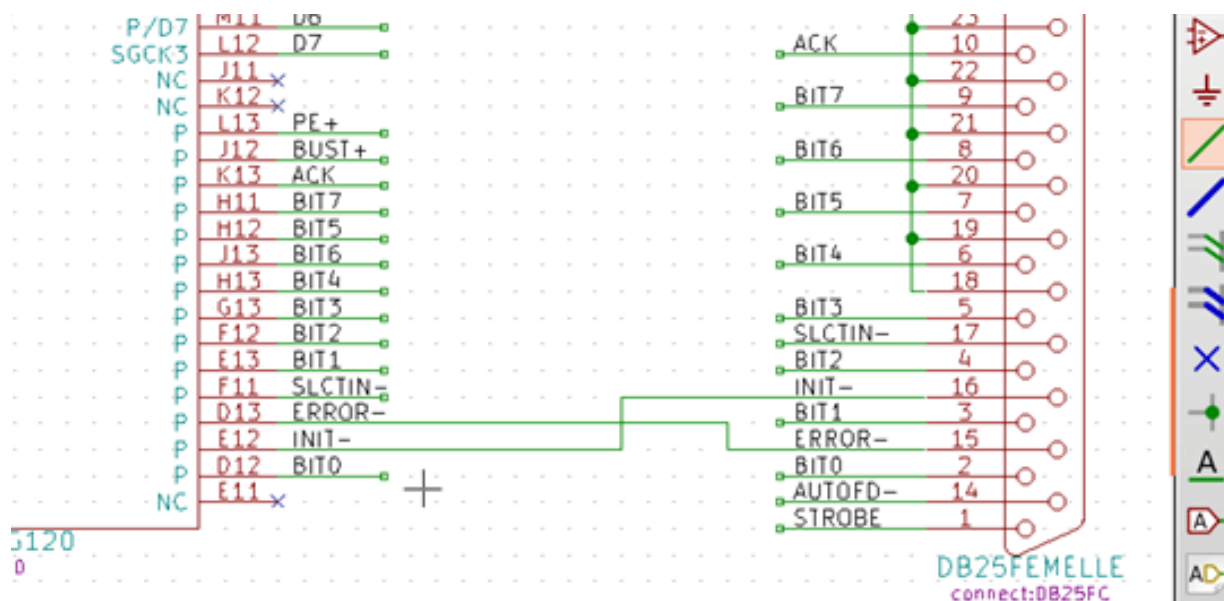 P/D7 M11 D6
SGCK3 L12 D7
NC J11
NC K12
P L13 PE+
P J12 BUST+
P K13 ACK
P H11 BIT7
P H12 BIT5
P J13 BIT6
P H13 BIT4
P G13 BIT3
P F12 BIT2
P E13 BIT1
P F11 SLCTIN-
P D13 ERROR-
P E12 INIT-
P D12 BIT0
NC E11
G120
23
ACK 10
22
BIT7 9
21
BIT6 8
20
BIT5 7
19
BIT4 6
18
BIT3 5
SLCTIN- 17
BIT2 4
INIT- 16
BIT1 3
ERROR- 15
BIT0 2
AUTOFD- 14
STROBE 1
DB25FEMELLE
connect:DB25FC
A
A
AD